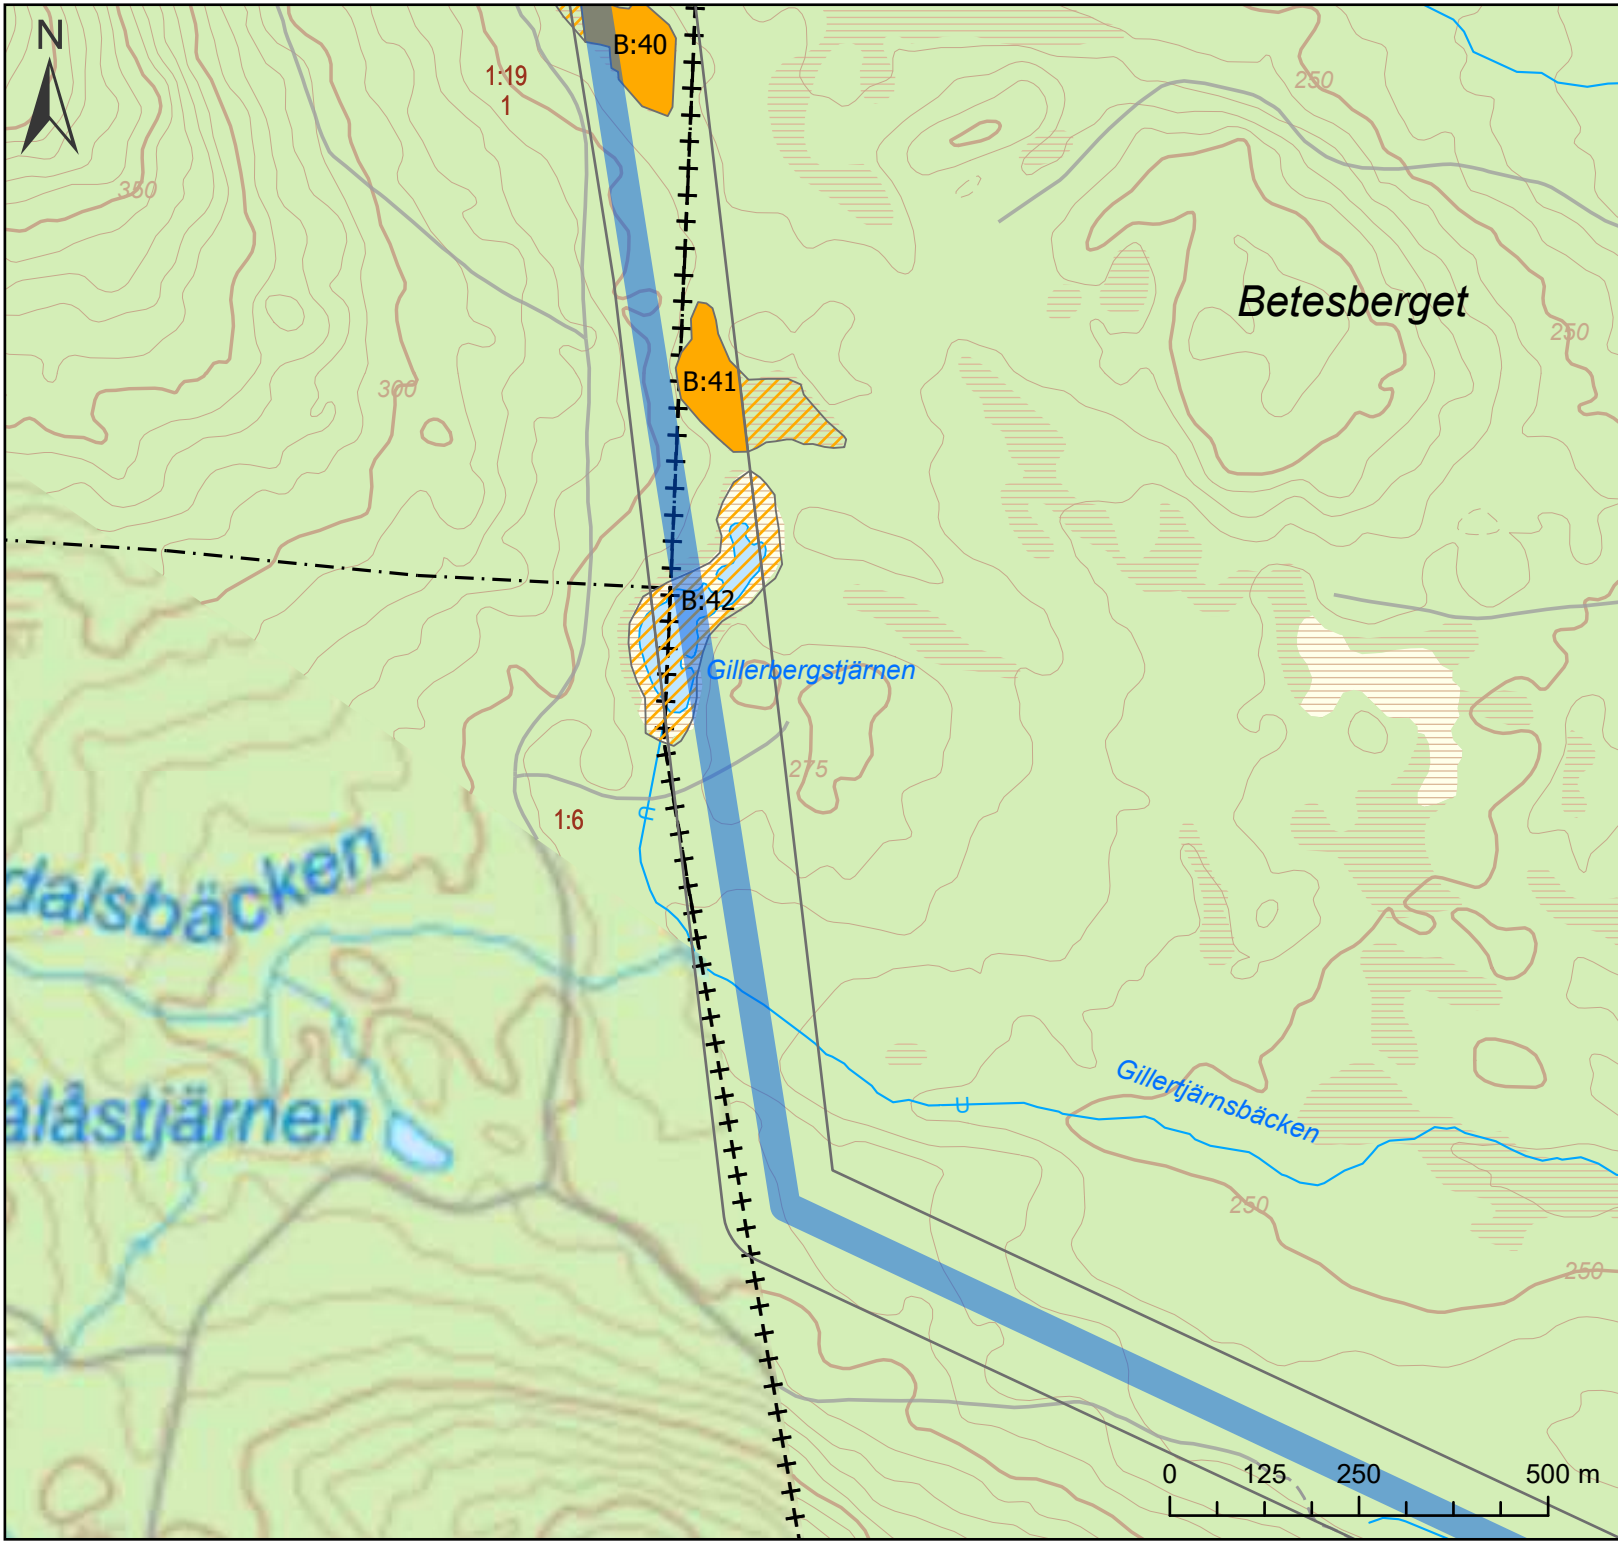 N
B:40
1:19
1
250
350
Betesberget
250
B:41
300
B:42
Gillerbergstjärnen
275
1:6
dalsbäcken
Gillertjärnsbäcken
ålåstjärnen
U
U
250
250
0 125 250 500 m